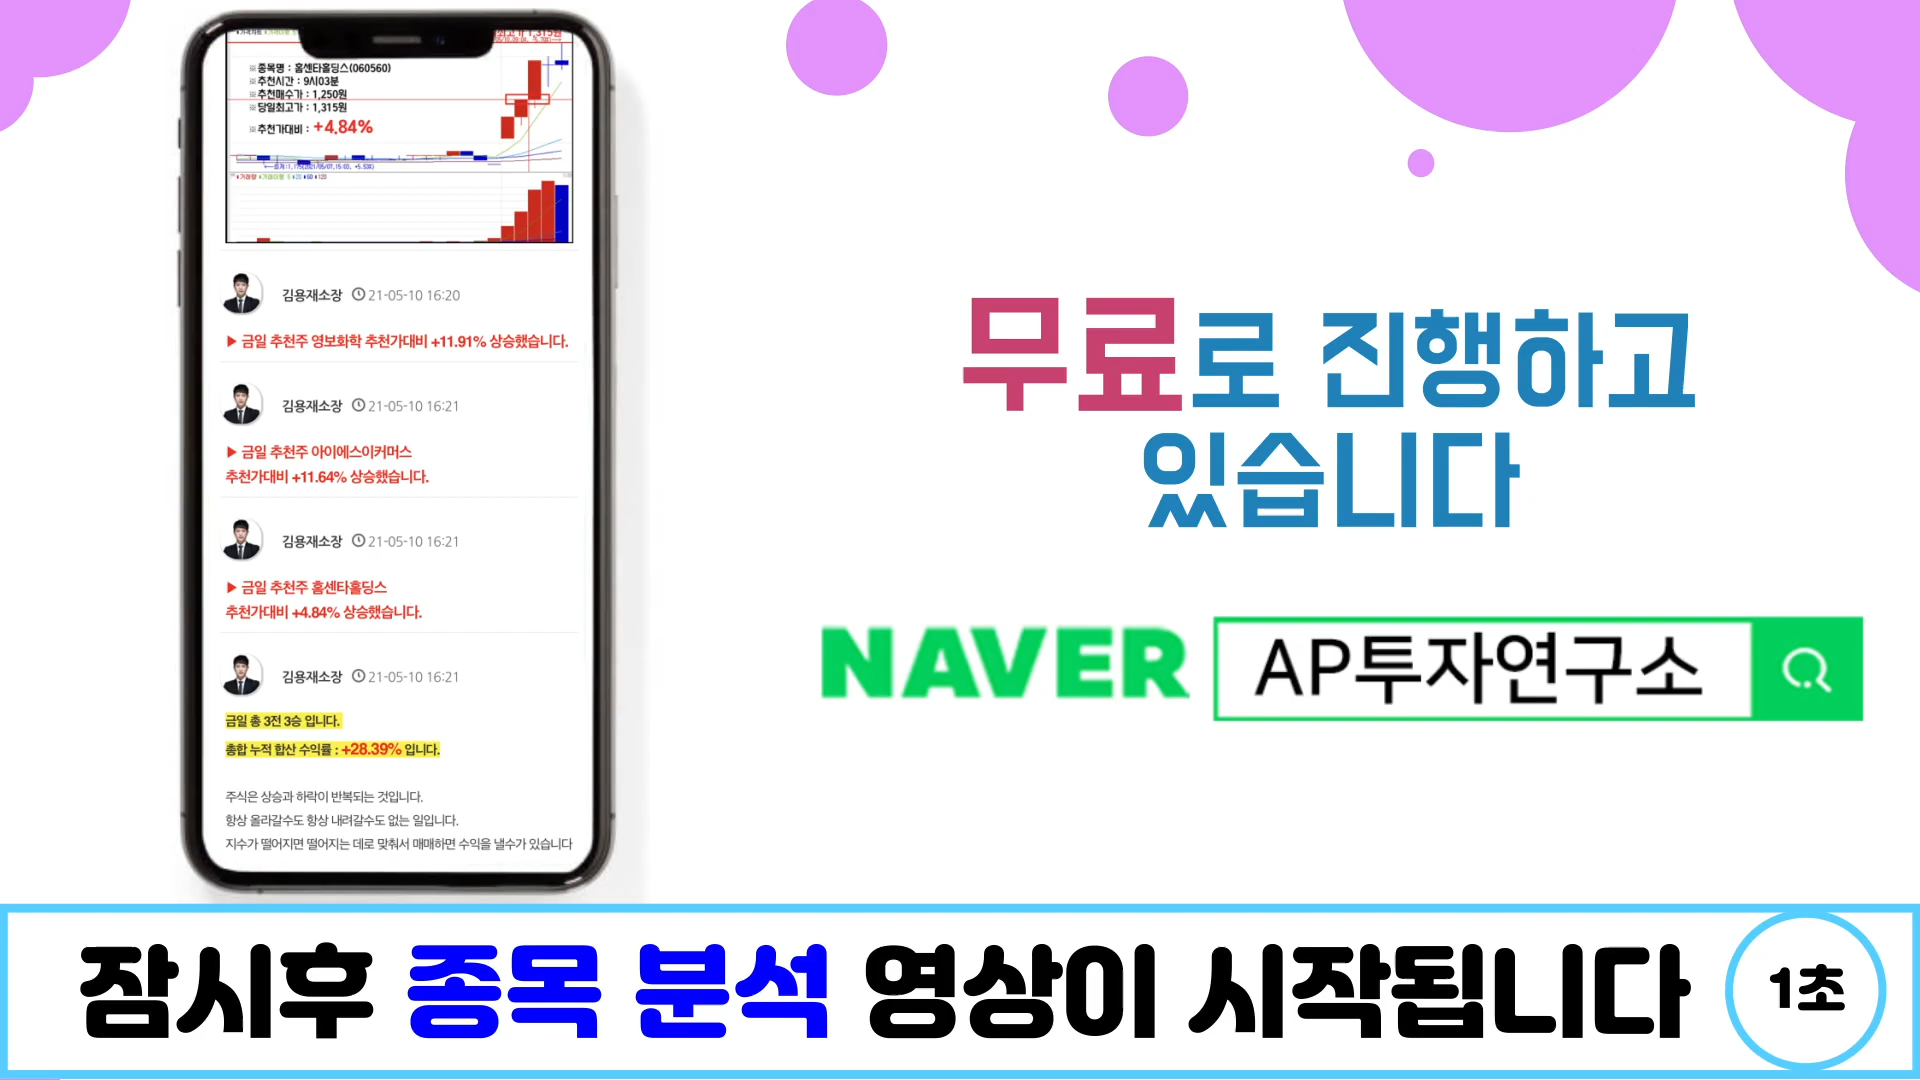 ※종목명 : 홈센타홀딩스(060560)
※추천시간 : 9시03분
※추천매수가 : 1,250원
※당일최고가 : 1,315원
※추천가대비 : +4.84%
김용재소장 21-05-10 16:20
▶ 금일 추천주 영보화학 추천가대비 +11.91% 상승했습니다.
김용재소장 21-05-10 16:21
▶ 금일 추천주 아이에스이커머스
추천가대비 +11.64% 상승했습니다.
김용재소장 21-05-10 16:21
▶ 금일 추천주 홈센타홀딩스
추천가대비 +4.84% 상승했습니다.
김용재소장 21-05-10 16:21
금일 총 3전 3승 입니다.
총합 누적 합산 수익률 : +28.39% 입니다.
주식은 상승과 하락이 반복되는 것입니다.
항상 올라갈수도 항상 내려갈수도 없는 일입니다.
지수가 떨어지면 떨어지는 데로 맞춰서 매매하면 수익을 낼수가 있습니다
무료로 진행하고
있습니다
NAVER AP투자연구소
잠시후 종목 분석 영상이 시작됩니다 1초